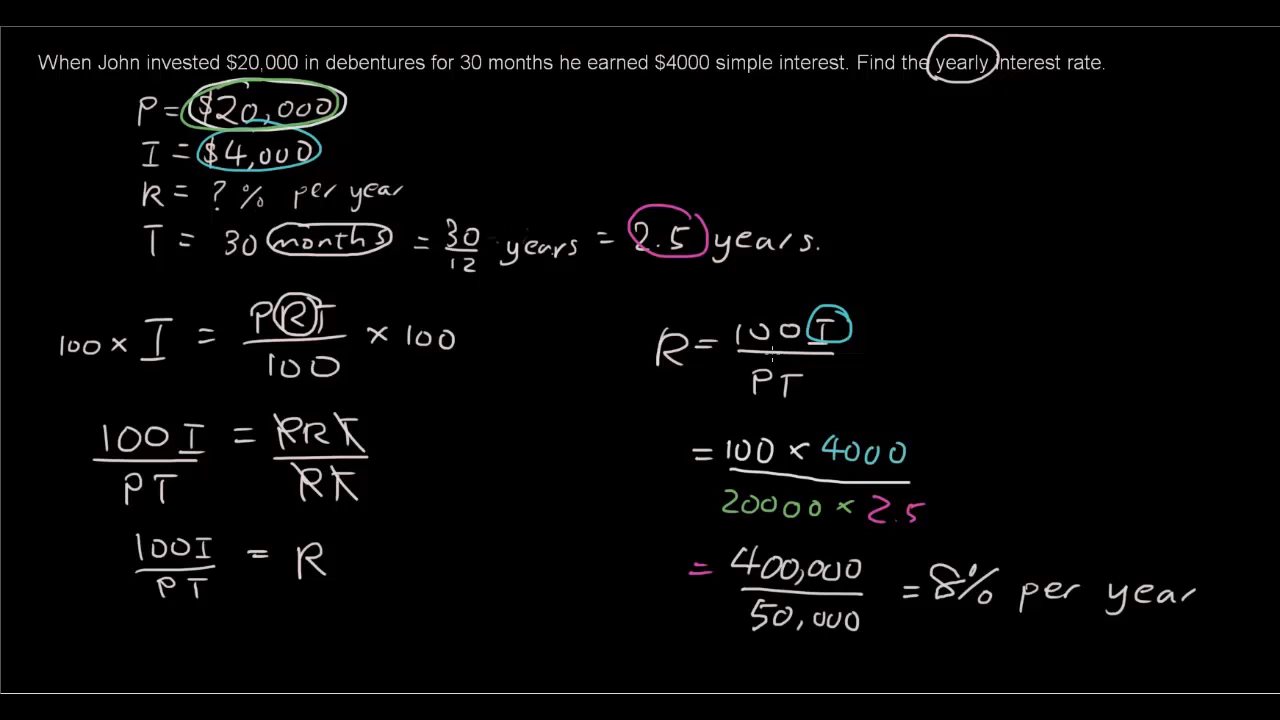 When John invested $20,000 in debentures for 30 months he earned $4000 simple interest. Find the yearly interest rate.
P = $20,000
I = $4,000
R = ? % per year
T = 30 months = 30/12 years = 2.5 years.
100 × I = PRT/100 × 100
100I/PT = PRT/PT
100I/PT = R
R = 100I/PT
= 100 × 4000/20000 × 2.5
= 400,000/50,000 = 8% per year